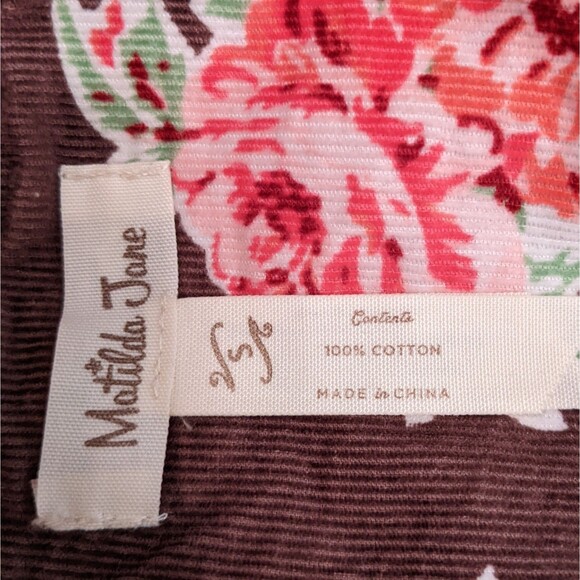 Matilda Jane
S
Contents
100% COTTON
MADE in CHINA